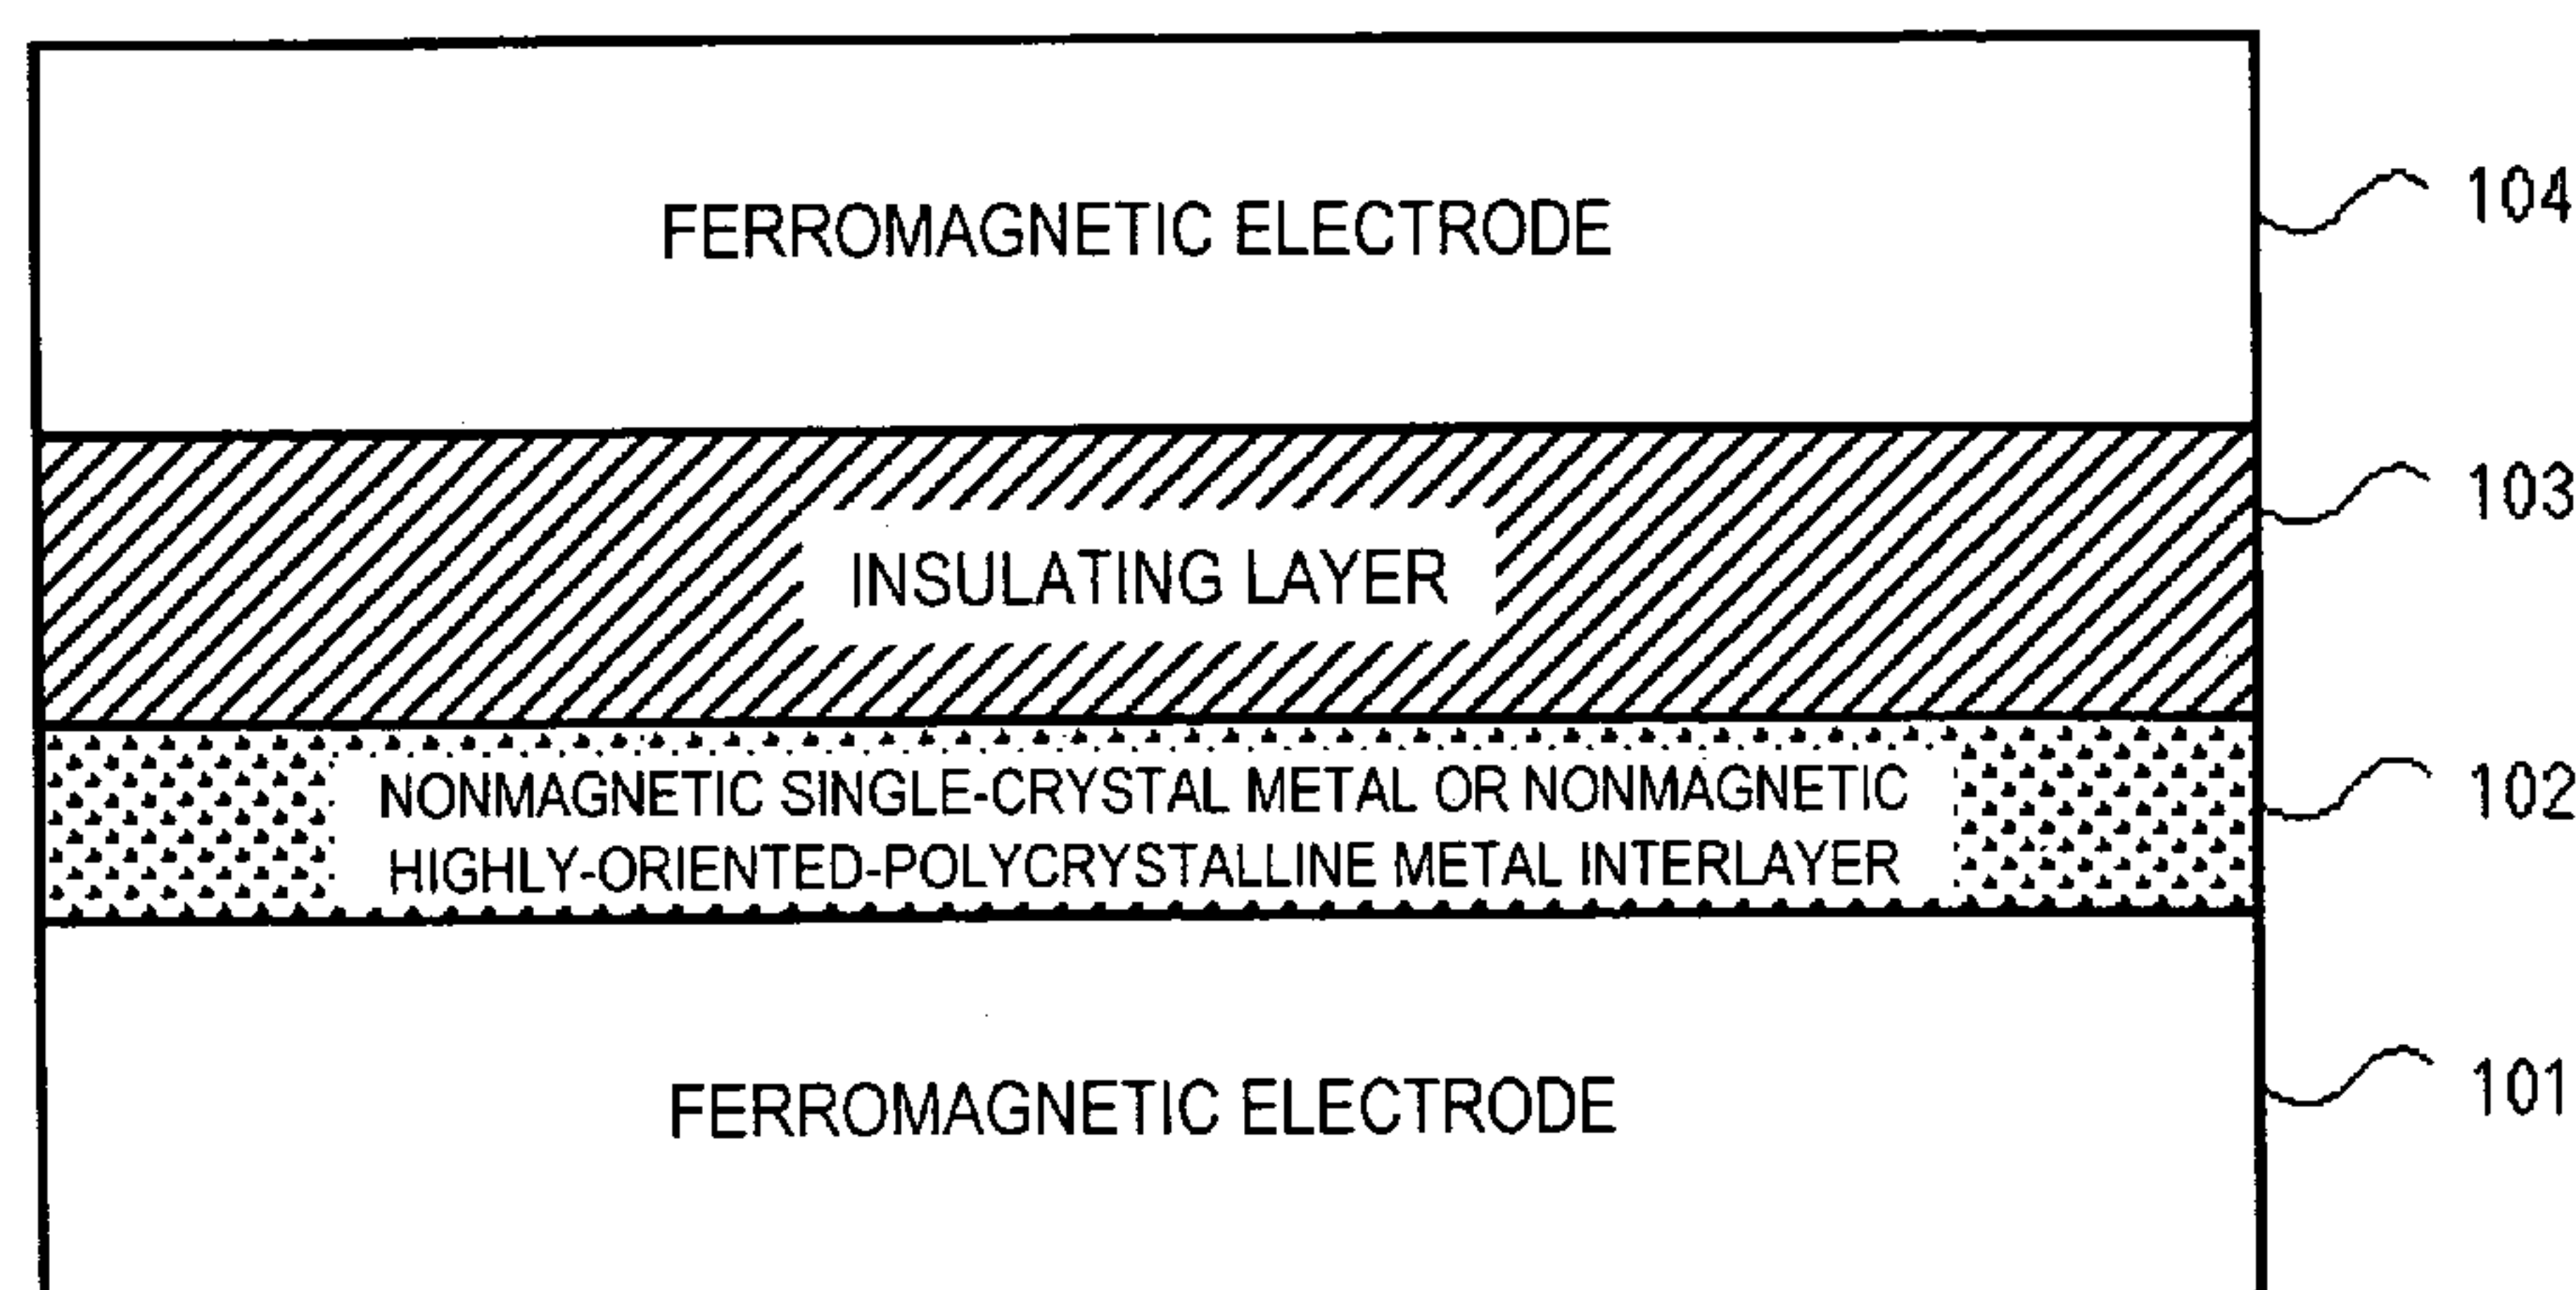 FERROMAGNETIC ELECTRODE
104
INSULATING LAYER
103
NONMAGNETIC SINGLE-CRYSTAL METAL OR NONMAGNETIC
HIGHLY-ORIENTED-POLYCRYSTALLINE METAL INTERLAYER
102
FERROMAGNETIC ELECTRODE
101